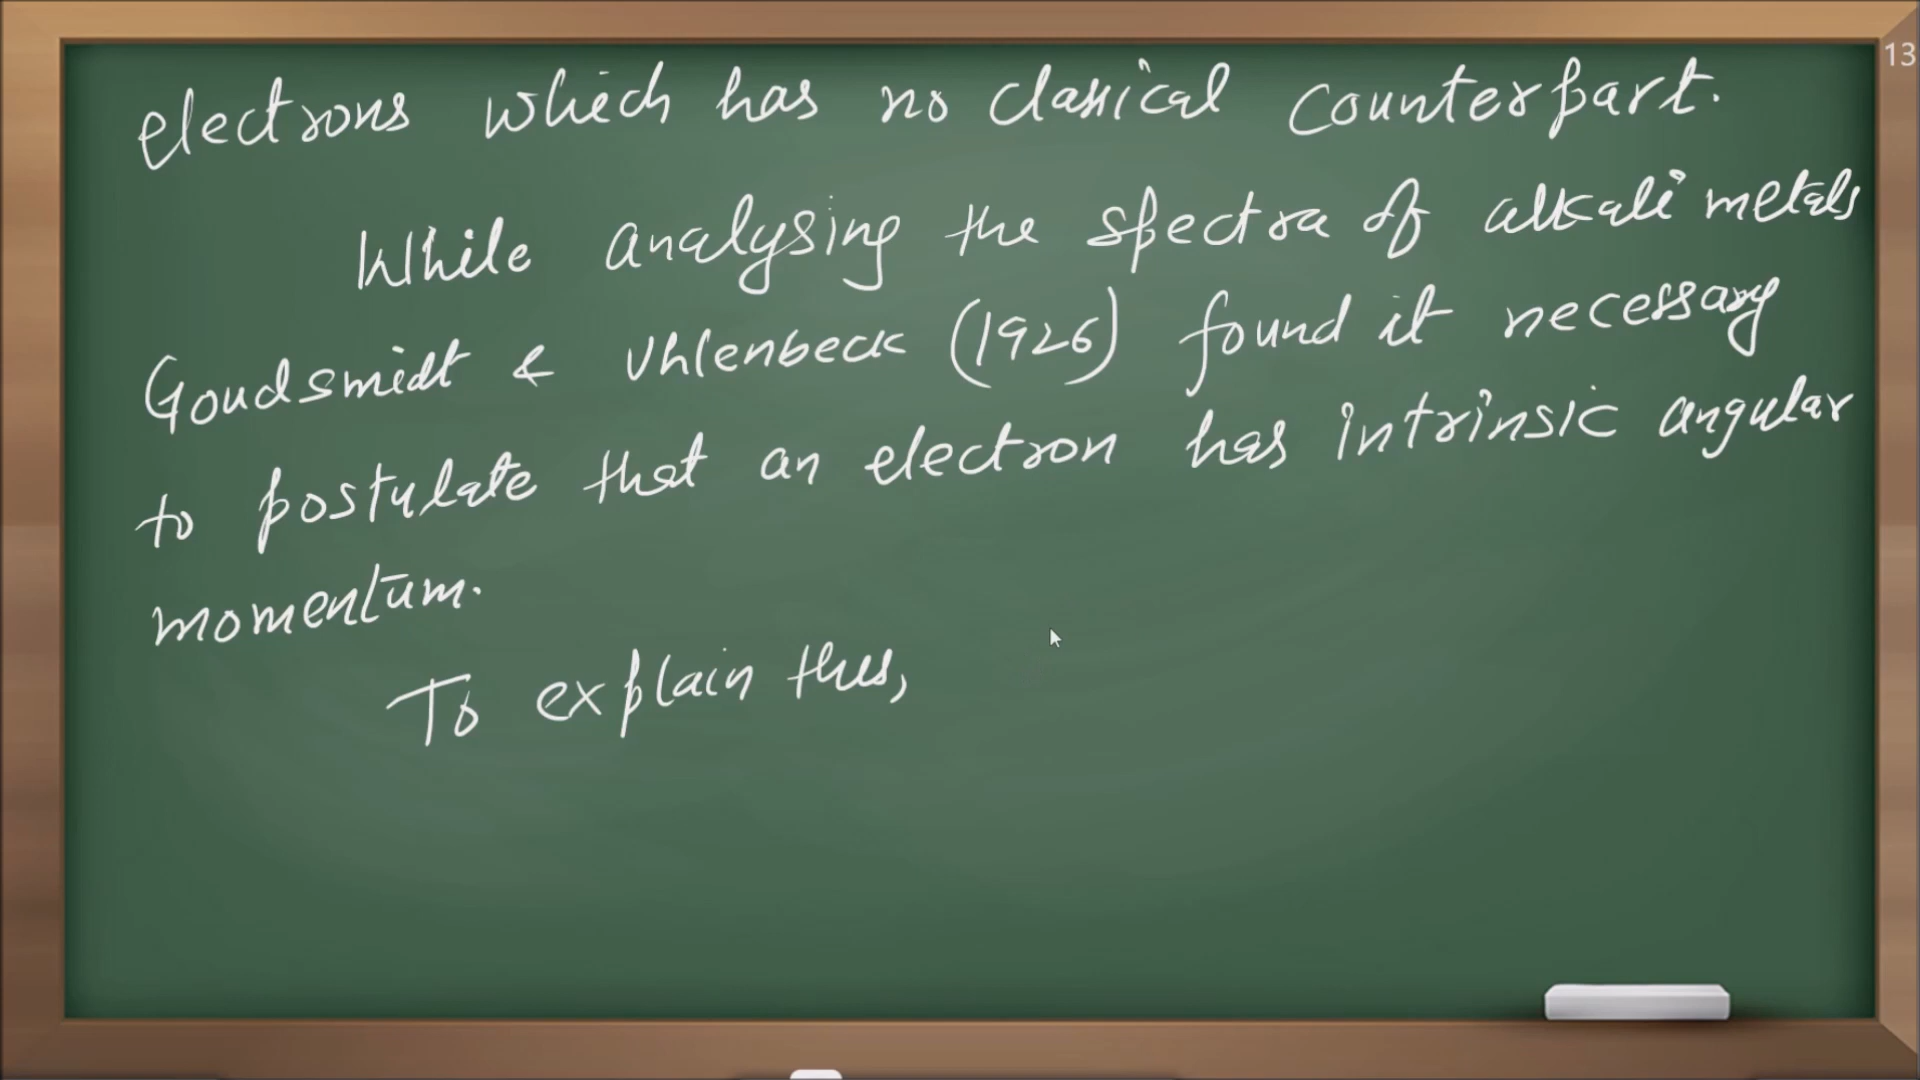 13
electrons which has no classical counterpart.
While analysing the spectra of alkali metals
Goudsmidt & Uhlenbeck (1926) found it necessary
to postulate that an electron has intrinsic angular
momentum.
To explain this,